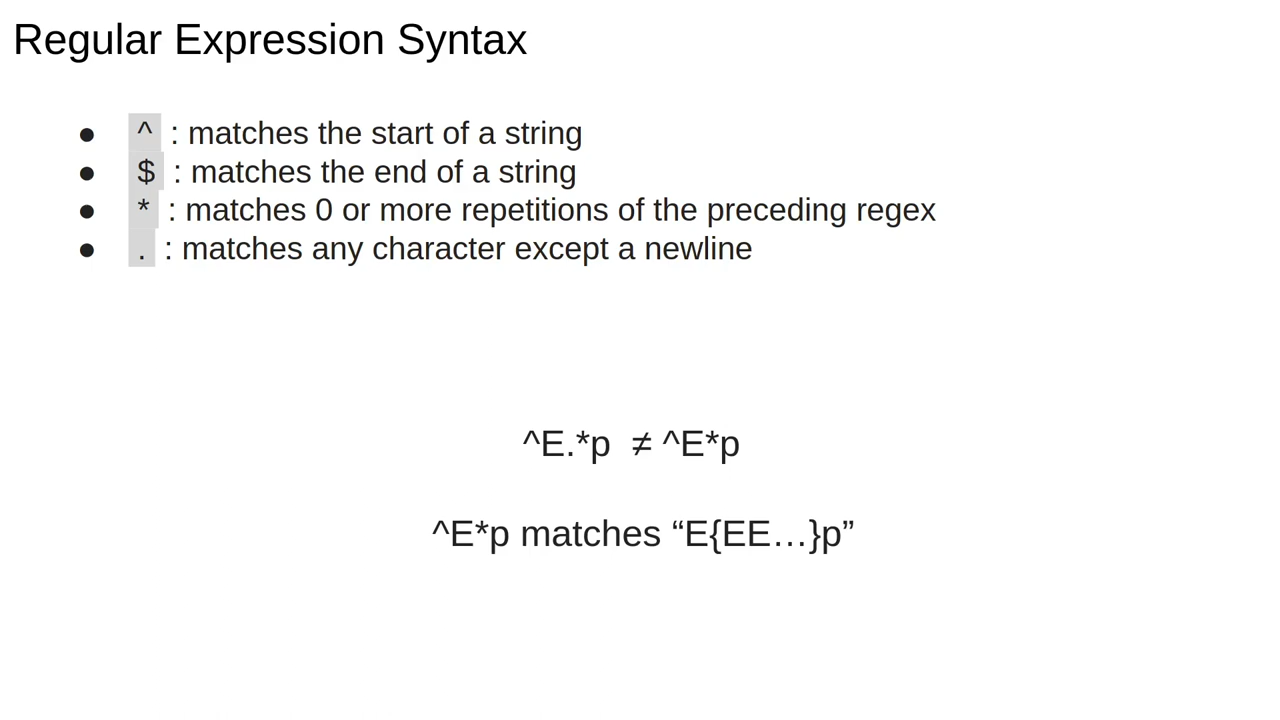 Regular Expression Syntax
● ^ : matches the start of a string
● $ : matches the end of a string
● * : matches 0 or more repetitions of the preceding regex
● . : matches any character except a newline
^E.*p ≠ ^E*p
^E*p matches “E{EE…}p”